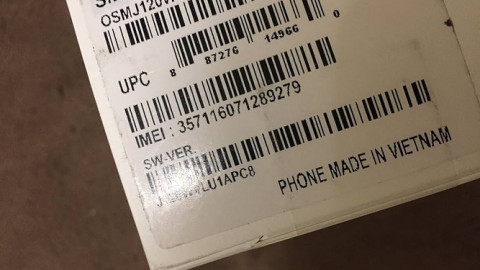 UPC 8 87276 14966 0
IMEI : 357116071289279
SW-VER.
PHONE MADE IN VIETNAM